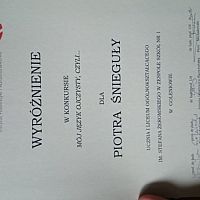 WYRÓŻNIENIE
W KONKURSIE
MÓJ JĘZYK OJCZYSTY, CZYLI...
DLA
PIOTRA ŚNIEGUŁY
UCZNIA I LICEUM OGÓLNOKSZTAŁCĄCEGO
IM. STEFANA ŻEROMSKIEGO W ZESPOLE SZKÓŁ NR 1
W GOLENIOWIE